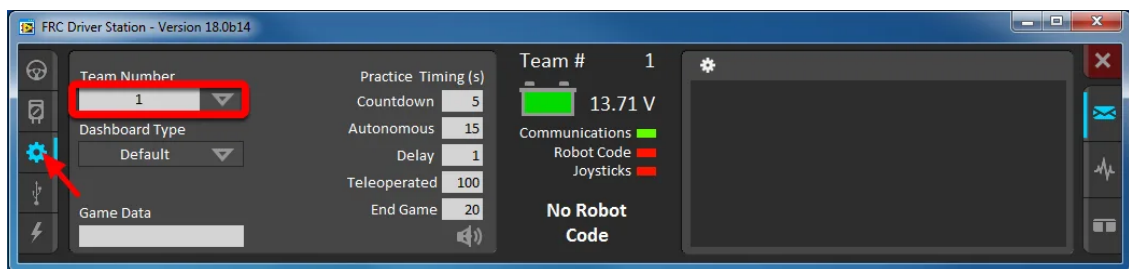 FRC Driver Station - Version 18.0b14
Team Number
1
Dashboard Type
Default
Game Data
Practice Timing (s)
Countdown 5
Autonomous 15
Delay 1
Teleoperated 100
End Game 20
Team # 1
13.71 V
Communications
Robot Code
Joysticks
No Robot
Code